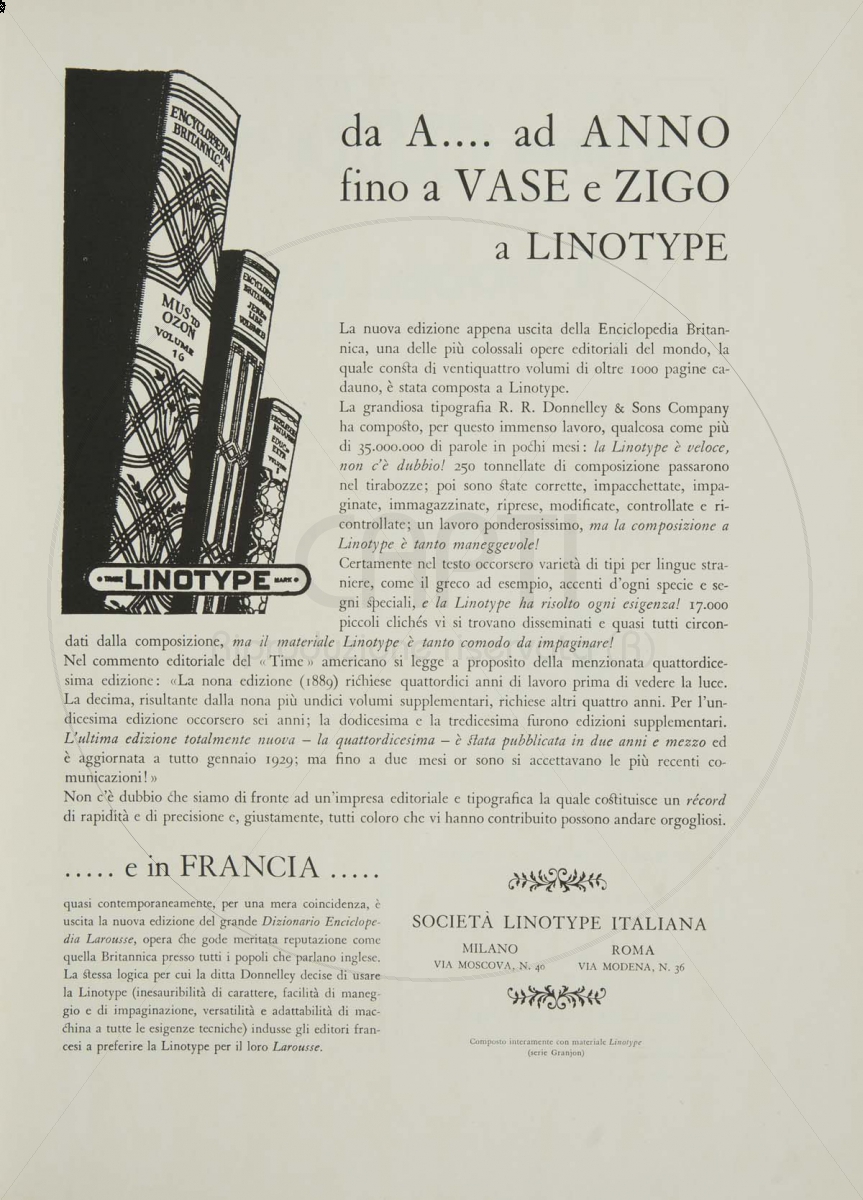 ENCYCLOPÆDIA
BRITANNICA
MUS TO
OZON
VOLUME
16
ENCYCLOPÆDIA
BRITANNICA
TRADE LINOTYPE MARK
da A.... ad ANNO
fino a VASE e ZIGO
a LINOTYPE
La nuova edizione appena uscita della Enciclopedia Britan-
nica, una delle più colossali opere editoriali del mondo, la
quale consta di ventiquattro volumi di oltre 1000 pagine ca-
dauno, è stata composta a Linotype.
La grandiosa tipografia R. R. Donnelley & Sons Company
ha composto, per questo immenso lavoro, qualcosa come più
di 35.000.000 di parole in pochi mesi: la Linotype è veloce,
non c'è dubbio! 250 tonnellate di composizione passarono
nel tirabozze; poi sono state corrette, impacchettate, impa-
ginate, immagazzinate, riprese, modificate, controllate e ri-
controllate; un lavoro ponderosissimo, ma la composizione a
Linotype è tanto maneggevole!
Certamente nel testo occorsero varietà di tipi per lingue stra-
niere, come il greco ad esempio, accenti d'ogni specie e se-
gni speciali, e la Linotype ha risolto ogni esigenza! 17.000
piccoli clichés vi si trovano disseminati e quasi tutti circon-
dati dalla composizione, ma il materiale Linotype è tanto comodo da impaginare!
Nel commento editoriale del «Time» americano si legge a proposito della menzionata quattordice-
sima edizione: «La nona edizione (1889) richiese quattordici anni di lavoro prima di vedere la luce.
La decima, risultante dalla nona più undici volumi supplementari, richiese altri quattro anni. Per l'un-
dicesima edizione occorsero sei anni; la dodicesima e la tredicesima furono edizioni supplementari.
L'ultima edizione totalmente nuova – la quattordicesima – è stata pubblicata in due anni e mezzo ed
è aggiornata a tutto gennaio 1929; ma fino a due mesi or sono si accettavano le più recenti co-
municazioni!»
Non c'è dubbio che siamo di fronte ad un'impresa editoriale e tipografica la quale costituisce un récord
di rapidità e di precisione e, giustamente, tutti coloro che vi hanno contribuito possono andare orgogliosi.
..... e in FRANCIA .....
quasi contemporaneamente, per una mera coincidenza, è
uscita la nuova edizione del grande Dizionario Enciclope-
dia Larousse, opera che gode meritata reputazione come
quella Britannica presso tutti i popoli che parlano inglese.
La stessa logica per cui la ditta Donnelley decise di usare
la Linotype (inesauribilità di carattere, facilità di maneg-
gio e di impaginazione, versatilità e adattabilità di mac-
china a tutte le esigenze tecniche) indusse gli editori fran-
cesi a preferire la Linotype per il loro Larousse.
SOCIETÀ LINOTYPE ITALIANA
MILANO ROMA
VIA MOSCOVA, N. 40 VIA MODENA, N. 36
Composto interamente con materiale Linotype
(serie Granjon)